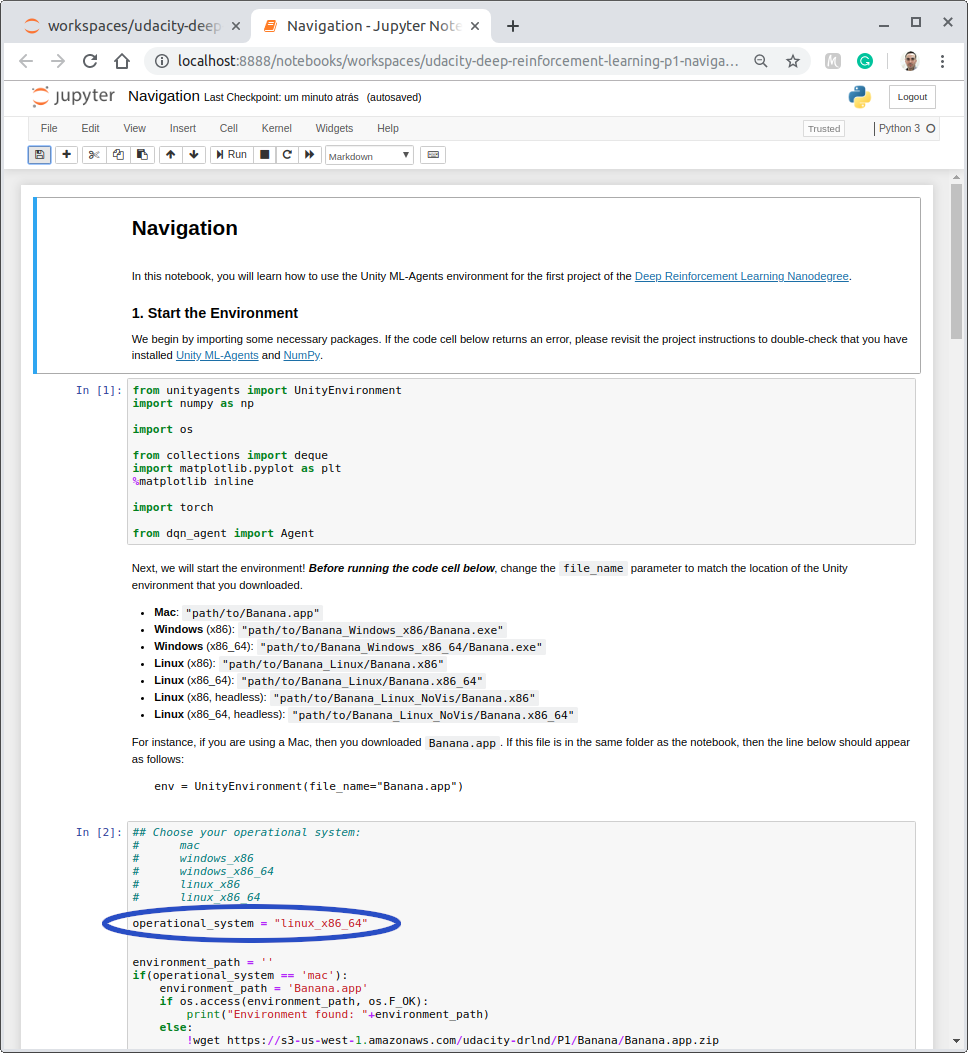 workspaces/udacity-deep
Navigation - Jupyter Note
localhost:8888/notebooks/workspaces/udacity-deep-reinforcement-learning-p1-naviga...
jupyter Navigation Last Checkpoint: um minuto atrás (autosaved)
Logout
File Edit View Insert Cell Kernel Widgets Help
Trusted
Python 3
Run
Markdown
Navigation
In this notebook, you will learn how to use the Unity ML-Agents environment for the first project of the Deep Reinforcement Learning Nanodegree.
1. Start the Environment
We begin by importing some necessary packages. If the code cell below returns an error, please revisit the project instructions to double-check that you have
installed Unity ML-Agents and NumPy.
In [1]:
from unityagents import UnityEnvironment
import numpy as np
import os
from collections import deque
import matplotlib.pyplot as plt
%matplotlib inline
import torch
from dqn_agent import Agent
Next, we will start the environment! Before running the code cell below, change the file_name parameter to match the location of the Unity
environment that you downloaded.
• Mac: "path/to/Banana.app"
• Windows (x86): "path/to/Banana_Windows_x86/Banana.exe"
• Windows (x86_64): "path/to/Banana_Windows_x86_64/Banana.exe"
• Linux (x86): "path/to/Banana_Linux/Banana.x86"
• Linux (x86_64): "path/to/Banana_Linux/Banana.x86_64"
• Linux (x86, headless): "path/to/Banana_Linux_NoVis/Banana.x86"
• Linux (x86_64, headless): "path/to/Banana_Linux_NoVis/Banana.x86_64"
For instance, if you are using a Mac, then you downloaded Banana.app. If this file is in the same folder as the notebook, then the line below should appear
as follows:
env = UnityEnvironment(file_name="Banana.app")
In [2]:
## Choose your operational system:
#      mac
#      windows_x86
#      windows_x86_64
#      linux_x86
#      linux_x86_64
operational_system = "linux_x86_64"
environment_path = ''
if(operational_system == 'mac'):
    environment_path = 'Banana.app'
    if os.access(environment_path, os.F_OK):
        print("Environment found: "+environment_path)
    else:
        !wget https://s3-us-west-1.amazonaws.com/udacity-drlnd/P1/Banana/Banana.app.zip